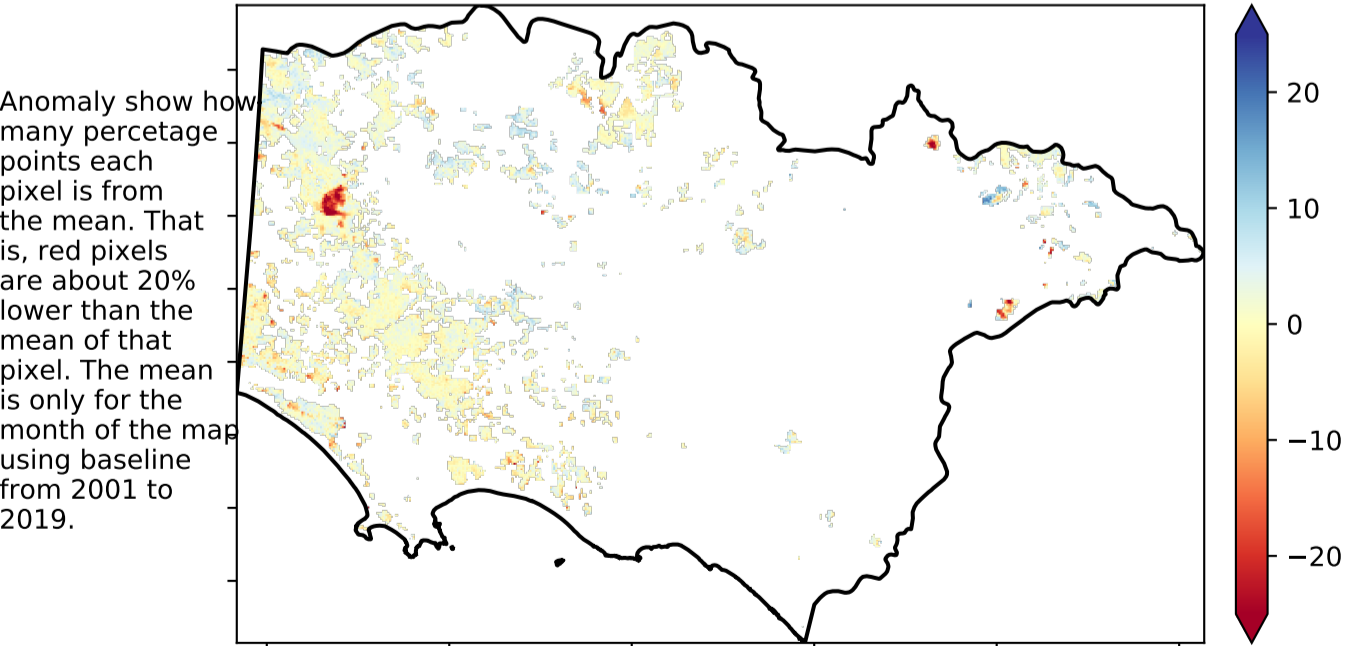 Anomaly show how
many percetage
points each
pixel is from
the mean. That
is, red pixels
are about 20%
lower than the
mean of that
pixel. The mean
is only for the
month of the map
using baseline
from 2001 to
2019.
20
10
0
−10
−20